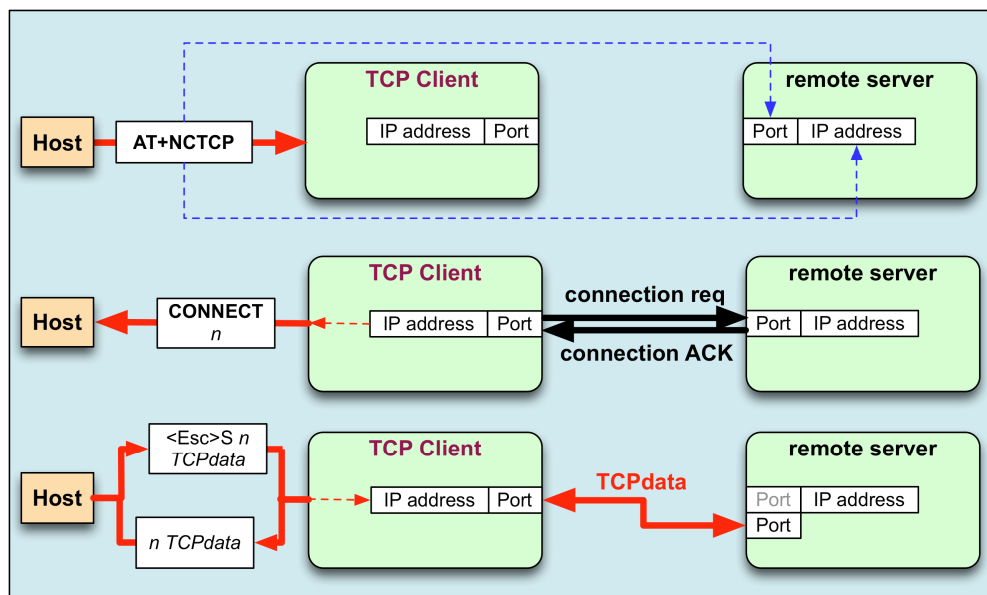 TCP Client
remote server
Host
AT+NCTCP
IP address
Port
Port
IP address
TCP Client
remote server
Host
CONNECT
n
IP address
Port
connection req
connection ACK
Port
IP address
TCP Client
remote server
Host
<Esc>S n
TCPdata
n TCPdata
IP address
Port
TCPdata
Port
IP address
Port